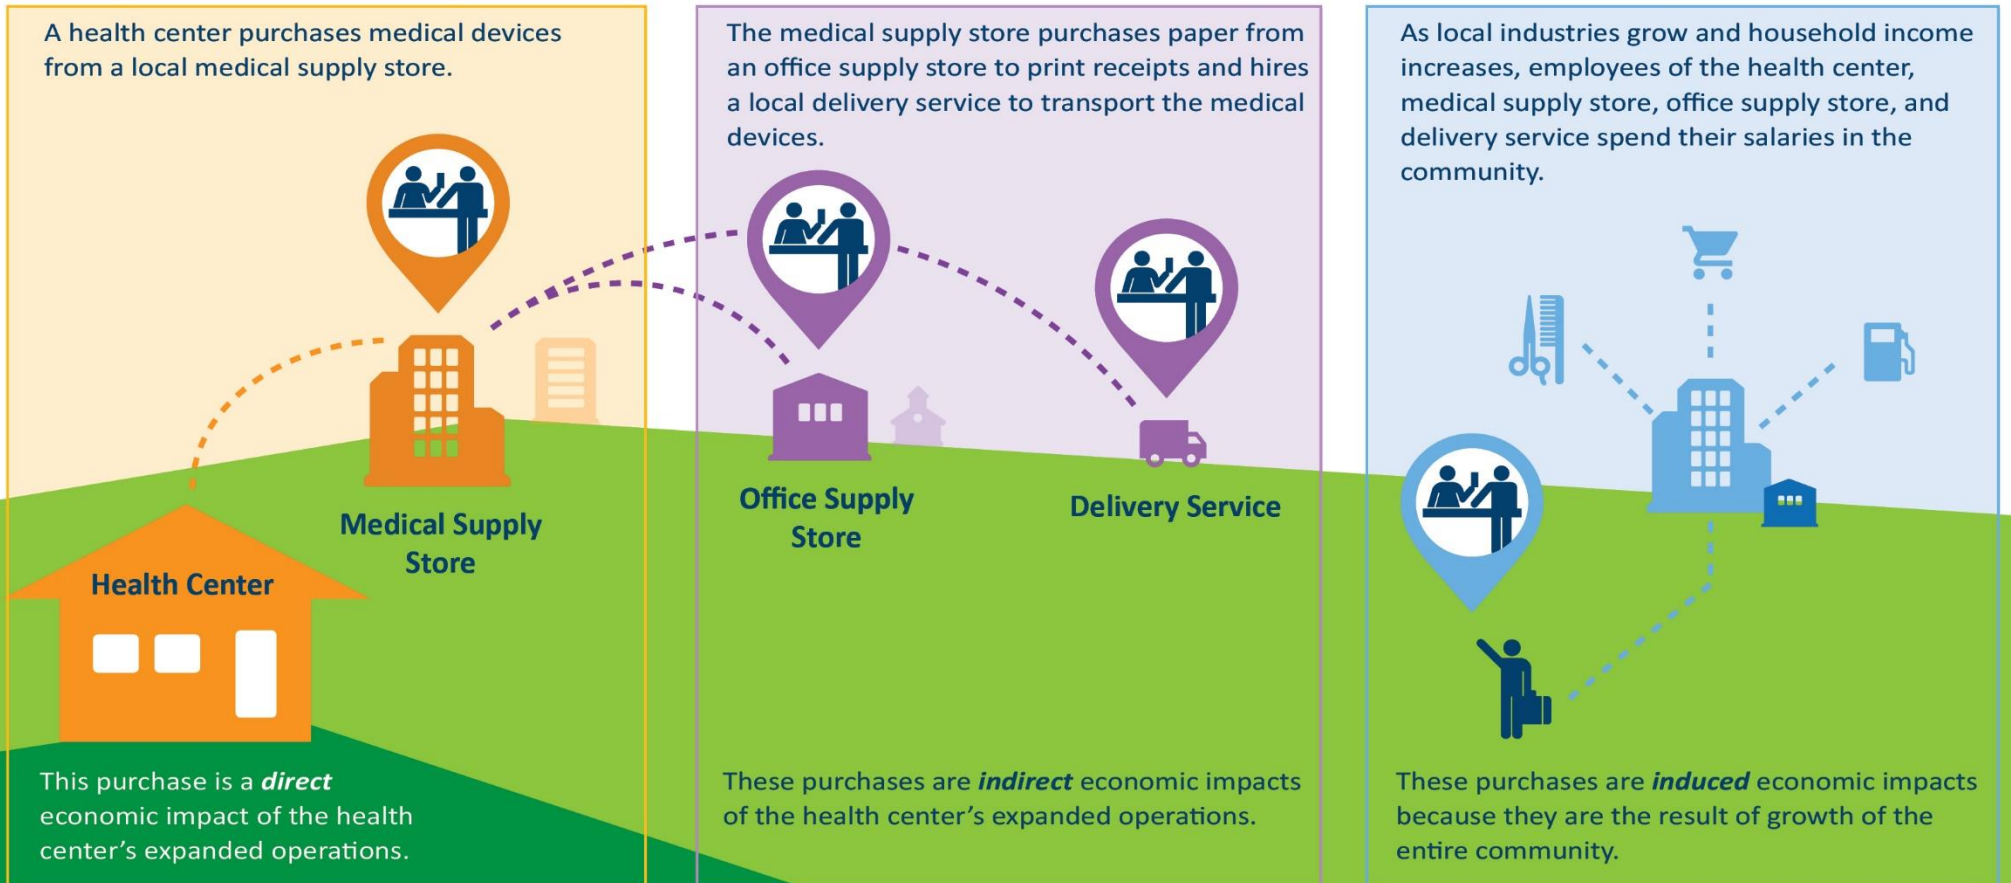 A health center purchases medical devices
from a local medical supply store.
Medical Supply
Store
Health Center
This purchase is a direct
economic impact of the health
center’s expanded operations.
The medical supply store purchases paper from
an office supply store to print receipts and hires
a local delivery service to transport the medical
devices.
Office Supply
Store
Delivery Service
These purchases are indirect economic impacts
of the health center’s expanded operations.
As local industries grow and household income
increases, employees of the health center,
medical supply store, office supply store, and
delivery service spend their salaries in the
community.
These purchases are induced economic impacts
because they are the result of growth of the
entire community.